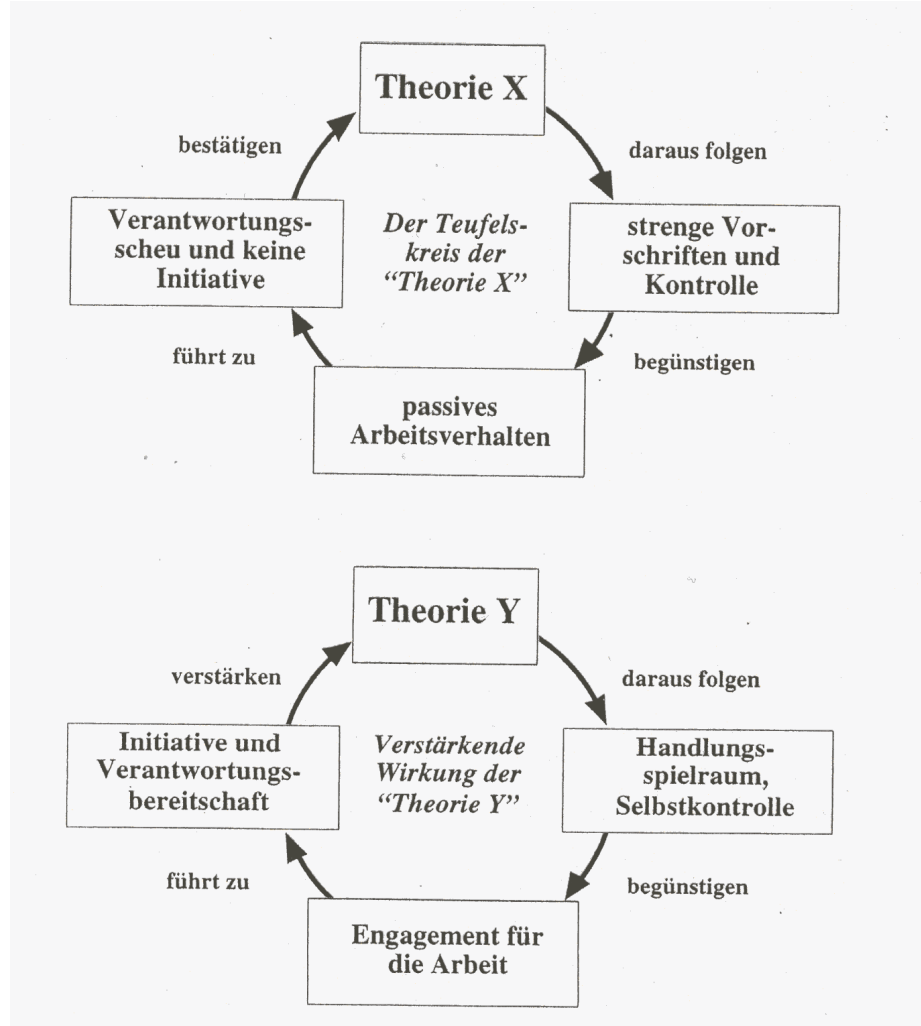 Theorie X
bestätigen
daraus folgen
Verantwortungs-
scheu und keine
Initiative
Der Teufels-
kreis der
“Theorie X”
strenge Vor-
schriften und
Kontrolle
führt zu
begünstigen
passives
Arbeitsverhalten
Theorie Y
verstärken
daraus folgen
Initiative und
Verantwortungs-
bereitschaft
Verstärkende
Wirkung der
“Theorie Y”
Handlungs-
spielraum,
Selbstkontrolle
führt zu
begünstigen
Engagement für
die Arbeit